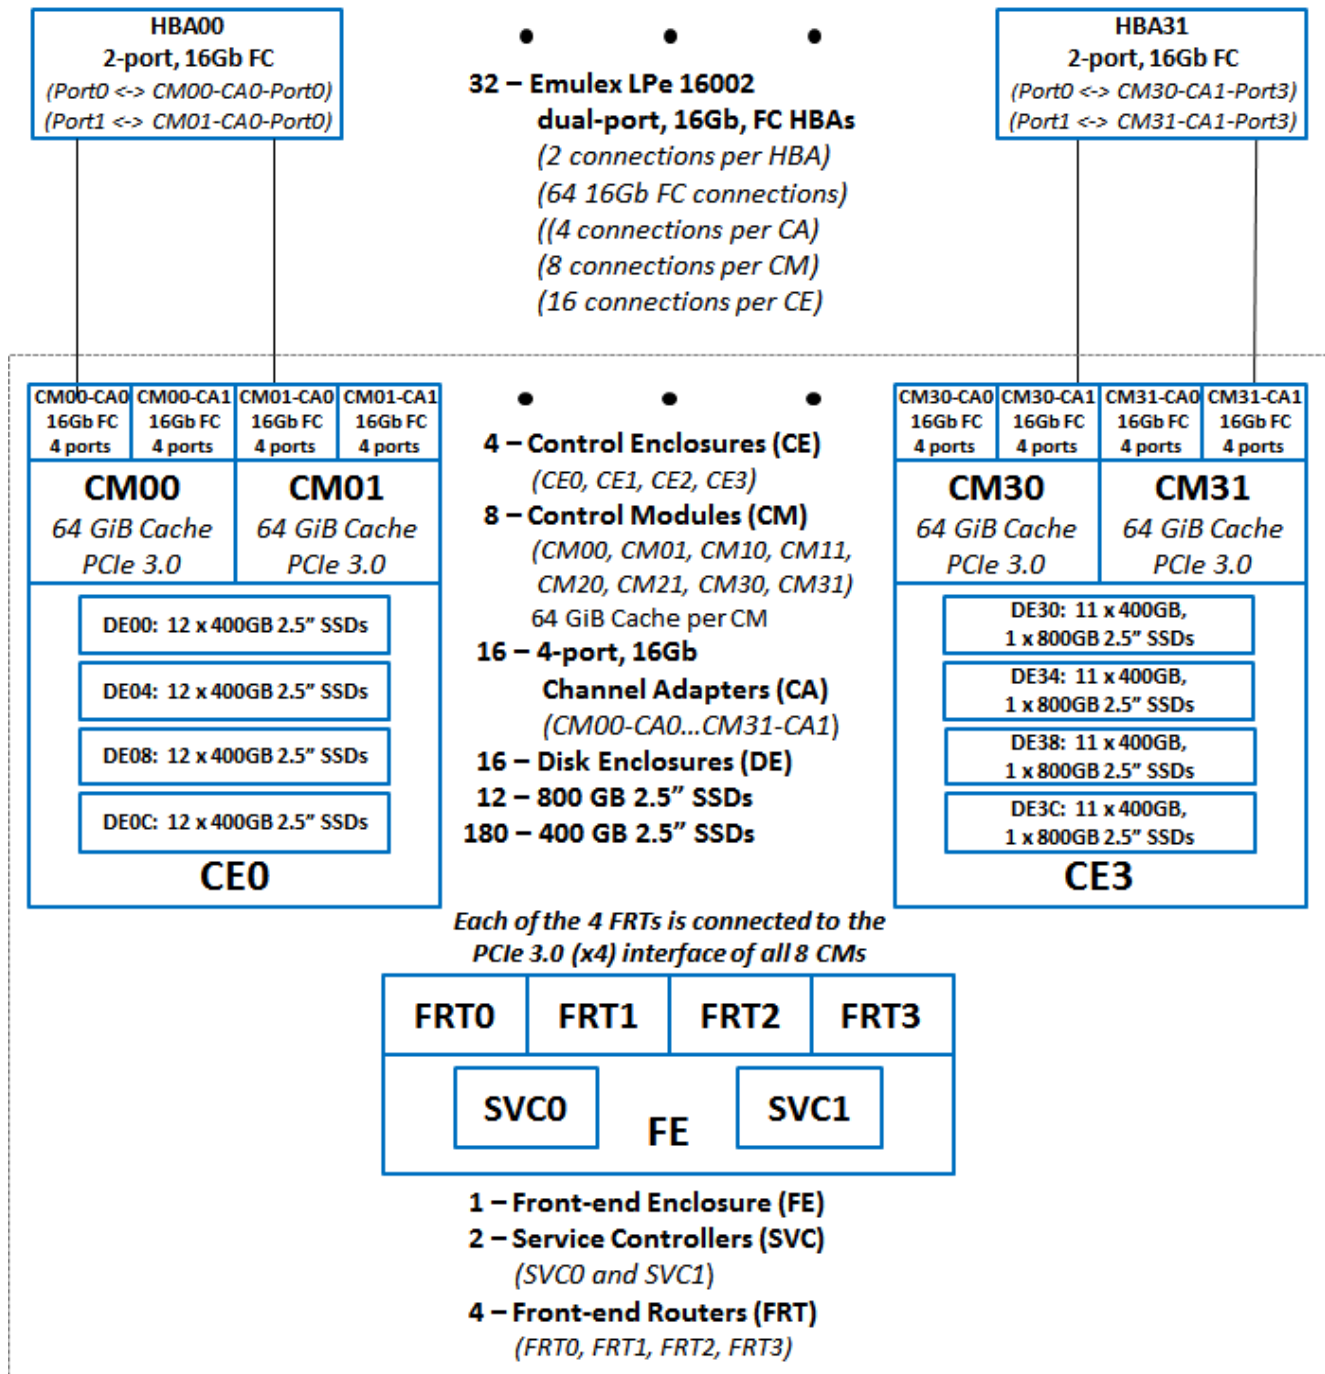 HBA00
2-port, 16Gb FC
(Port0 <-> CM00-CA0-Port0)
(Port1 <-> CM01-CA0-Port0)
32 – Emulex LPe 16002
dual-port, 16Gb, FC HBAs
(2 connections per HBA)
(64 16Gb FC connections)
((4 connections per CA)
(8 connections per CM)
(16 connections per CE)
HBA31
2-port, 16Gb FC
(Port0 <-> CM30-CA1-Port3)
(Port1 <-> CM31-CA1-Port3)
CM00-CA0
16Gb FC
4 ports
CM00-CA1
16Gb FC
4 ports
CM01-CA0
16Gb FC
4 ports
CM01-CA1
16Gb FC
4 ports
CM00
64 GiB Cache
PCIe 3.0
CM01
64 GiB Cache
PCIe 3.0
DE00: 12 x 400GB 2.5” SSDs
DE04: 12 x 400GB 2.5” SSDs
DE08: 12 x 400GB 2.5” SSDs
DE0C: 12 x 400GB 2.5” SSDs
CE0
4 – Control Enclosures (CE)
(CE0, CE1, CE2, CE3)
8 – Control Modules (CM)
(CM00, CM01, CM10, CM11,
CM20, CM21, CM30, CM31)
64 GiB Cache per CM
16 – 4-port, 16Gb
Channel Adapters (CA)
(CM00-CA0...CM31-CA1)
16 – Disk Enclosures (DE)
12 – 800 GB 2.5” SSDs
180 – 400 GB 2.5” SSDs
CM30-CA0
16Gb FC
4 ports
CM30-CA1
16Gb FC
4 ports
CM31-CA0
16Gb FC
4 ports
CM31-CA1
16Gb FC
4 ports
CM30
64 GiB Cache
PCIe 3.0
CM31
64 GiB Cache
PCIe 3.0
DE30: 11 x 400GB,
1 x 800GB 2.5” SSDs
DE34: 11 x 400GB,
1 x 800GB 2.5” SSDs
DE38: 11 x 400GB,
1 x 800GB 2.5” SSDs
DE3C: 11 x 400GB,
1 x 800GB 2.5” SSDs
CE3
Each of the 4 FRTs is connected to the
PCIe 3.0 (x4) interface of all 8 CMs
FRT0
FRT1
FRT2
FRT3
SVC0
FE
SVC1
1 – Front-end Enclosure (FE)
2 – Service Controllers (SVC)
(SVC0 and SVC1)
4 – Front-end Routers (FRT)
(FRT0, FRT1, FRT2, FRT3)